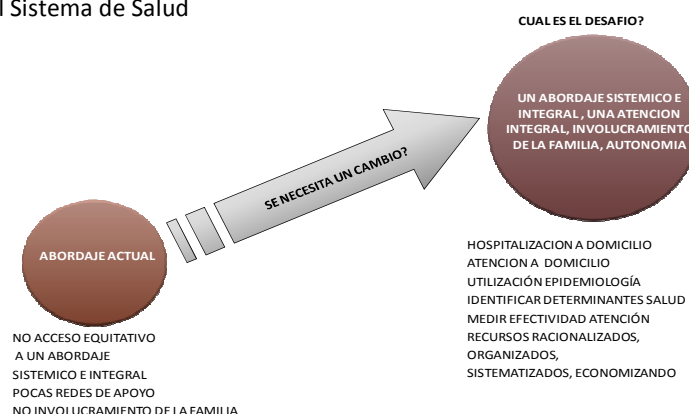 l Sistema de Salud
CUAL ES EL DESAFIO?
UN ABORDAJE SISTEMICO E
INTEGRAL , UNA ATENCION
INTEGRAL, INVOLUCRAMIENTO
DE LA FAMILIA, AUTONOMIA
SE NECESITA UN CAMBIO?
ABORDAJE ACTUAL
HOSPITALIZACION A DOMICILIO
ATENCION A DOMICILIO
UTILIZACIÓN EPIDEMIOLOGÍA
IDENTIFICAR DETERMINANTES SALUD
MEDIR EFECTIVIDAD ATENCIÓN
RECURSOS RACIONALIZADOS,
ORGANIZADOS,
SISTEMATIZADOS, ECONOMIZANDO
NO ACCESO EQUITATIVO
A UN ABORDAJE
SISTEMICO E INTEGRAL
POCAS REDES DE APOYO
NO INVOLUCRAMIENTO DE LA FAMILIA